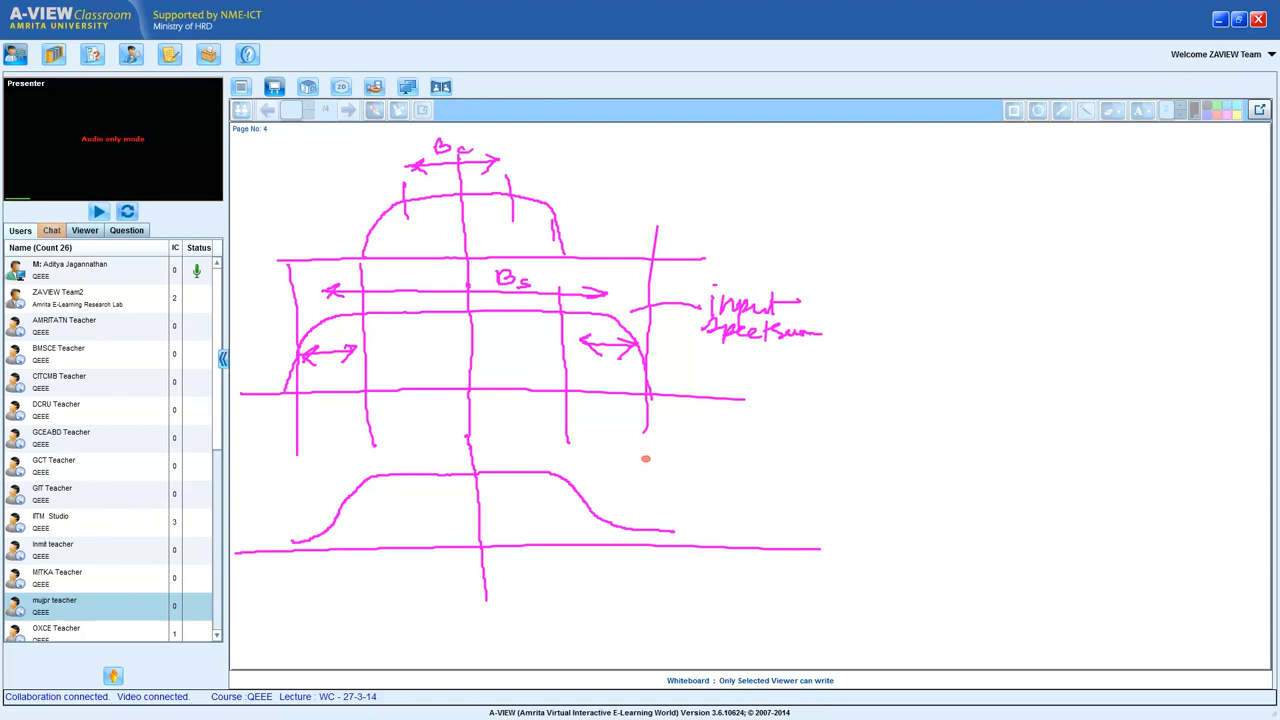 A-VIEW Classroom
AMRITA UNIVERSITY
Supported by NME-ICT
Ministry of HRD
Welcome ZAVIEW Team
Presenter
Audio only mode
/4
2D
A
2
Page No: 4
Users Chat Viewer Question
Name (Count 26) IC Status
M: Aditya Jagannathan 0
QEEE
ZAVIEW Team2 2
Amrita E-Learning Research Lab
AMRITATN Teacher 0
QEEE
BMSCE Teacher 0
QEEE
CITCMB Teacher 0
QEEE
DCRU Teacher 0
QEEE
GCEABD Teacher 0
QEEE
GCT Teacher 0
QEEE
GIT Teacher 0
QEEE
IITM Studio 3
QEEE
Inmit teacher 0
QEEE
MITKA Teacher 0
QEEE
mujpr teacher 0
QEEE
OXCE Teacher 1
QEEE
Bc
Bs
input
Spectrum
Whiteboard : Only Selected Viewer can write
Collaboration connected. Video connected. Course :QEEE Lecture : WC - 27-3-14
A-VIEW (Amrita Virtual Interactive E-Learning World) Version 3.6.10624; © 2007-2014